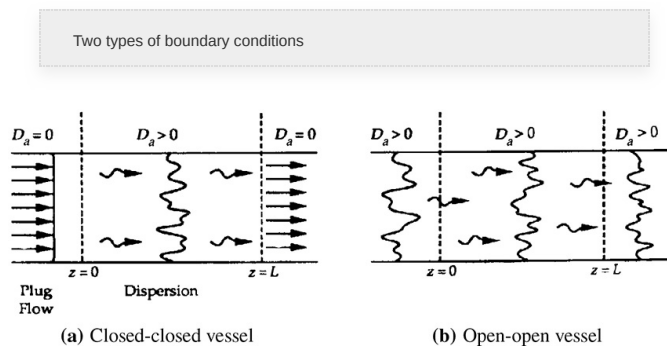 Two types of boundary conditions
Dₐ = 0 Dₐ > 0 Dₐ = 0
z = 0 z = L
Plug Dispersion
Flow
(a) Closed-closed vessel
Dₐ > 0 Dₐ > 0 Dₐ > 0
z = 0 z = L
(b) Open-open vessel